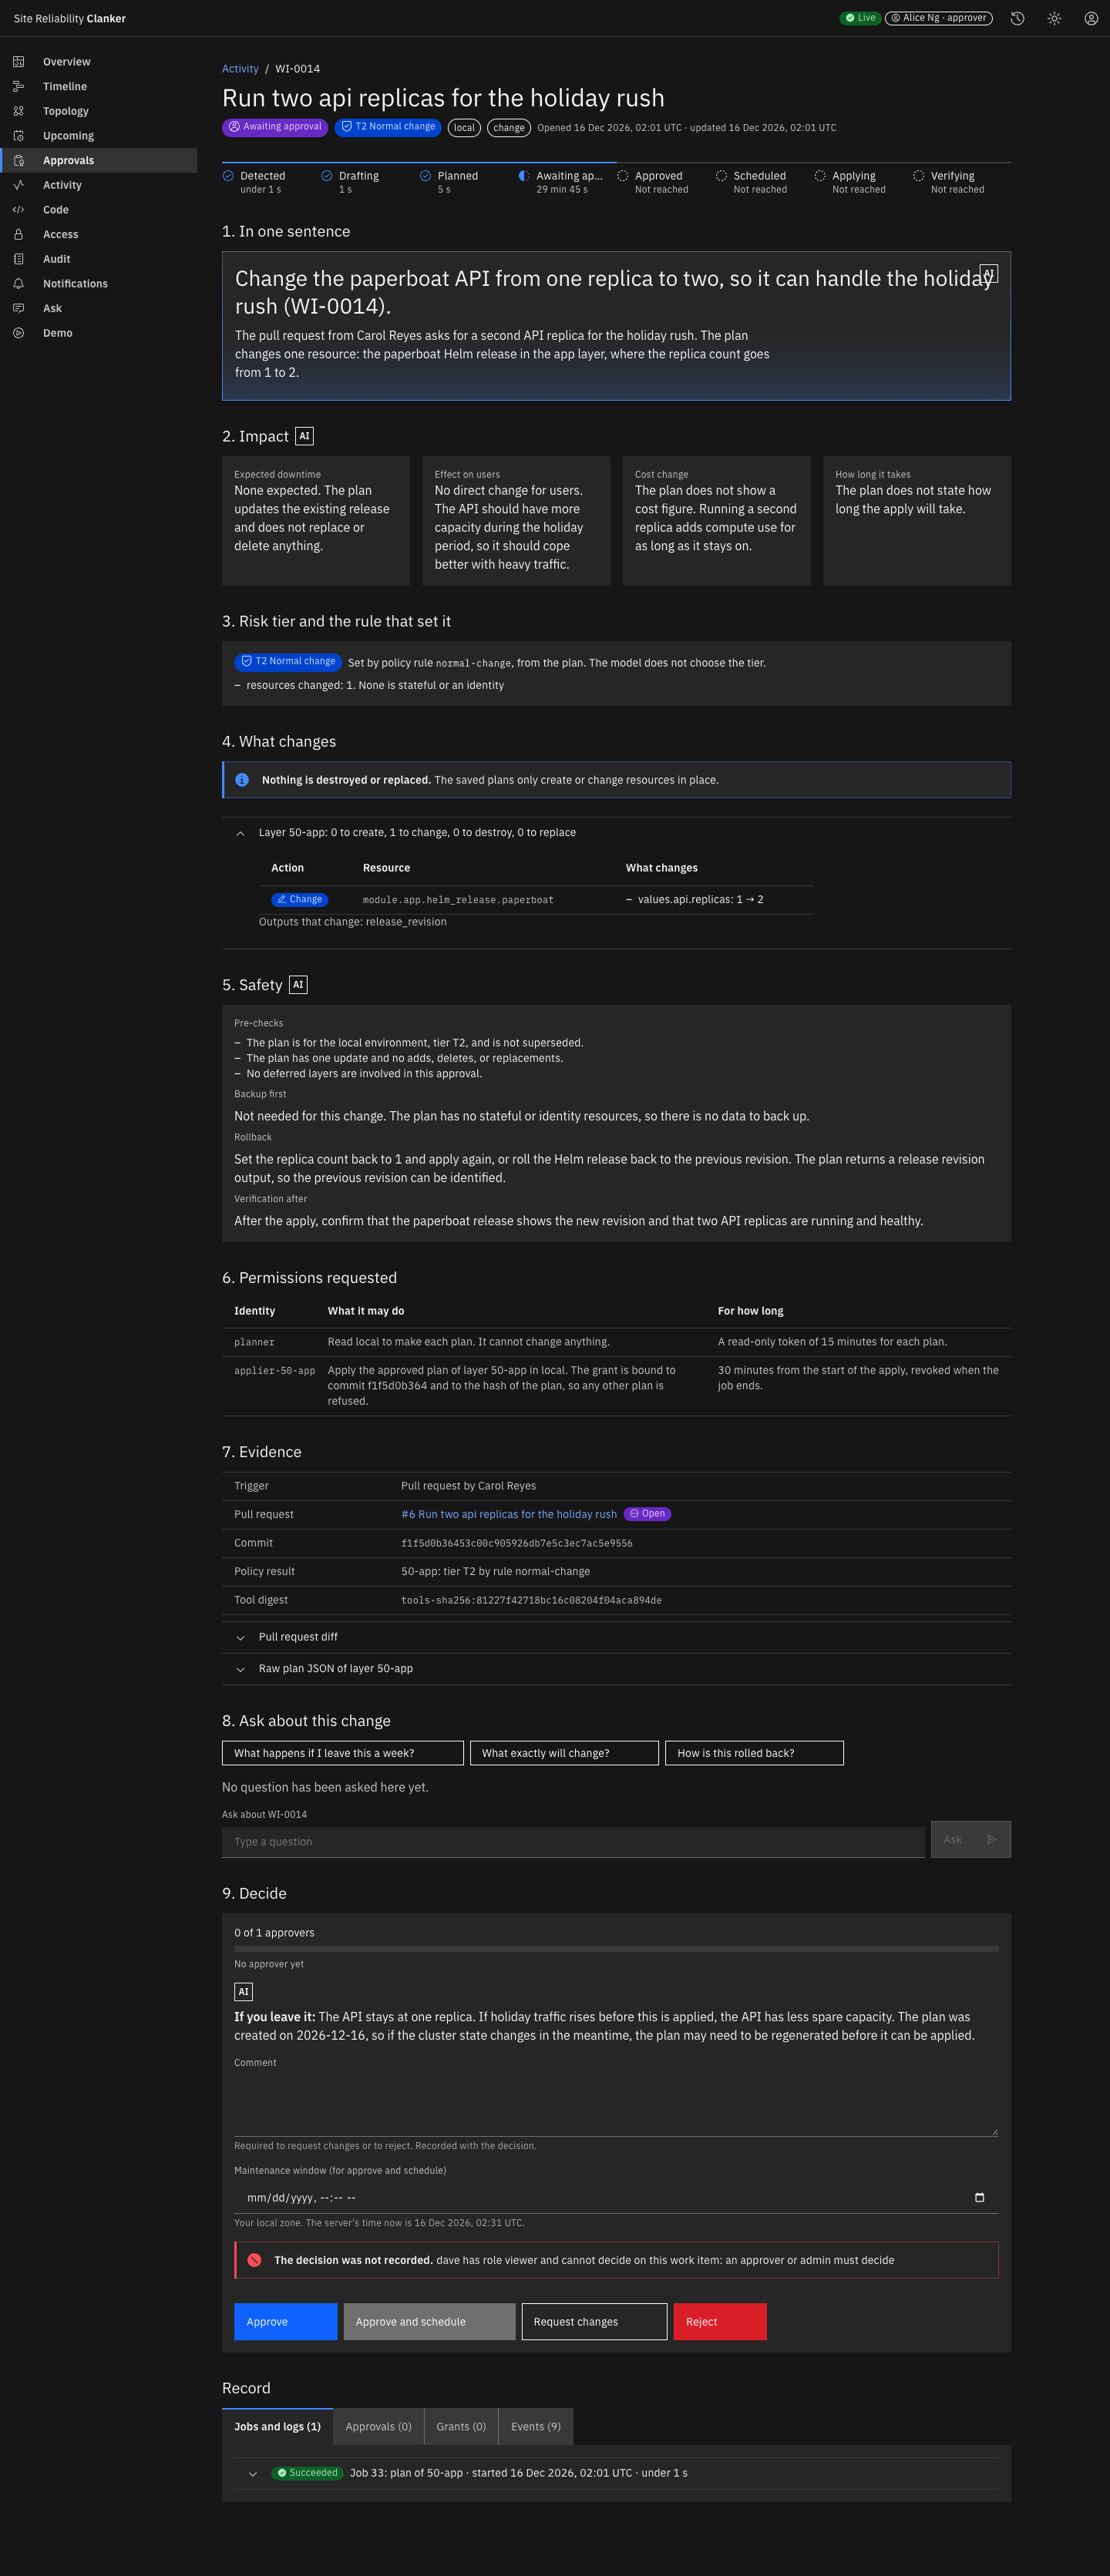 Site Reliability Clanker
Live
Alice Ng · approver
Overview
Timeline
Topology
Upcoming
Approvals
Activity
Code
Access
Audit
Notifications
Ask
Demo
Activity / WI-0014
Run two api replicas for the holiday rush
Awaiting approval T2 Normal change local change Opened 16 Dec 2026, 02:01 UTC · updated 16 Dec 2026, 02:01 UTC
Detected
under 1 s
Drafting
1 s
Planned
5 s
Awaiting ap...
29 min 45 s
Approved
Not reached
Scheduled
Not reached
Applying
Not reached
Verifying
Not reached
1. In one sentence
AI
Change the paperboat API from one replica to two, so it can handle the holiday
rush (WI-0014).
The pull request from Carol Reyes asks for a second API replica for the holiday rush. The plan
changes one resource: the paperboat Helm release in the app layer, where the replica count goes
from 1 to 2.
2. Impact AI
Expected downtime
None expected. The plan
updates the existing release
and does not replace or
delete anything.
Effect on users
No direct change for users.
The API should have more
capacity during the holiday
period, so it should cope
better with heavy traffic.
Cost change
The plan does not show a
cost figure. Running a second
replica adds compute use for
as long as it stays on.
How long it takes
The plan does not state how
long the apply will take.
3. Risk tier and the rule that set it
T2 Normal change Set by policy rule normal-change, from the plan. The model does not choose the tier.
– resources changed: 1. None is stateful or an identity
4. What changes
Nothing is destroyed or replaced. The saved plans only create or change resources in place.
Layer 50-app: 0 to create, 1 to change, 0 to destroy, 0 to replace
Action Resource What changes
Change module.app.helm_release.paperboat – values.api.replicas: 1 → 2
Outputs that change: release_revision
5. Safety AI
Pre-checks
– The plan is for the local environment, tier T2, and is not superseded.
– The plan has one update and no adds, deletes, or replacements.
– No deferred layers are involved in this approval.
Backup first
Not needed for this change. The plan has no stateful or identity resources, so there is no data to back up.
Rollback
Set the replica count back to 1 and apply again, or roll the Helm release back to the previous revision. The plan returns a release revision
output, so the previous revision can be identified.
Verification after
After the apply, confirm that the paperboat release shows the new revision and that two API replicas are running and healthy.
6. Permissions requested
Identity What it may do For how long
planner Read local to make each plan. It cannot change anything. A read-only token of 15 minutes for each plan.
applier-50-app Apply the approved plan of layer 50-app in local. The grant is bound to
commit f1f5d0b364 and to the hash of the plan, so any other plan is
refused.
30 minutes from the start of the apply, revoked when the
job ends.
7. Evidence
Trigger Pull request by Carol Reyes
Pull request #6 Run two api replicas for the holiday rush Open
Commit f1f5d0b36453c00c905926db7e5c3ec7ac5e9556
Policy result 50-app: tier T2 by rule normal-change
Tool digest tools-sha256:81227f42718bc16c08204f04aca894de
Pull request diff
Raw plan JSON of layer 50-app
8. Ask about this change
What happens if I leave this a week? What exactly will change? How is this rolled back?
No question has been asked here yet.
Ask about WI-0014
Type a question
Ask
9. Decide
0 of 1 approvers
No approver yet
AI
If you leave it: The API stays at one replica. If holiday traffic rises before this is applied, the API has less spare capacity. The plan was
created on 2026-12-16, so if the cluster state changes in the meantime, the plan may need to be regenerated before it can be applied.
Comment
Required to request changes or to reject. Recorded with the decision.
Maintenance window (for approve and schedule)
mm/dd/yyyy, --:-- --
Your local zone. The server's time now is 16 Dec 2026, 02:31 UTC.
The decision was not recorded. dave has role viewer and cannot decide on this work item: an approver or admin must decide
Approve Approve and schedule Request changes Reject
Record
Jobs and logs (1) Approvals (0) Grants (0) Events (9)
Succeeded Job 33: plan of 50-app · started 16 Dec 2026, 02:01 UTC · under 1 s